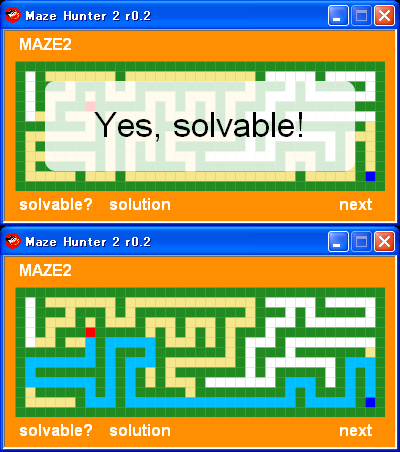 Maze Hunter 2 r0.2
MAZE2
Yes, solvable!
solvable? solution next
Maze Hunter 2 r0.2
MAZE2
solvable? solution next